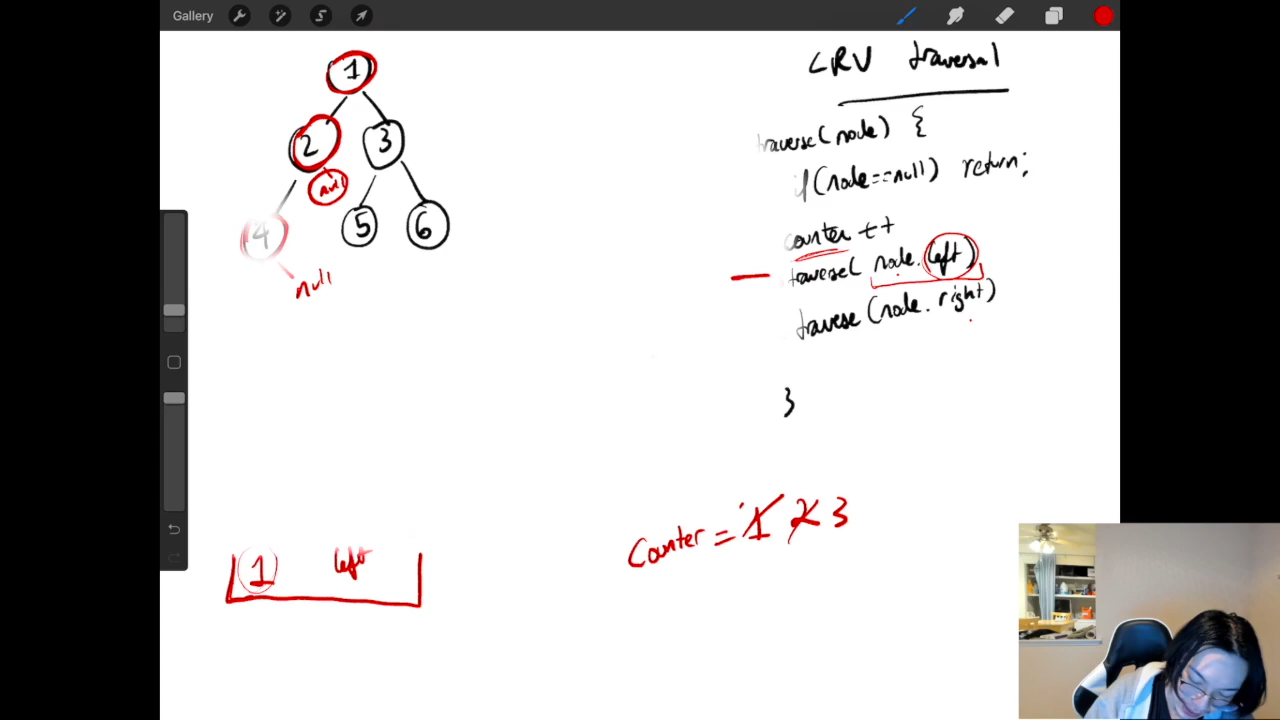 Gallery
1
2
3
null
4
5
6
null
LRV traversal
traverse(node) {
if(node==null) return;
counter ++
traverse( node.left)
travese (node.right)
}
1 left
Counter = 1 2 3